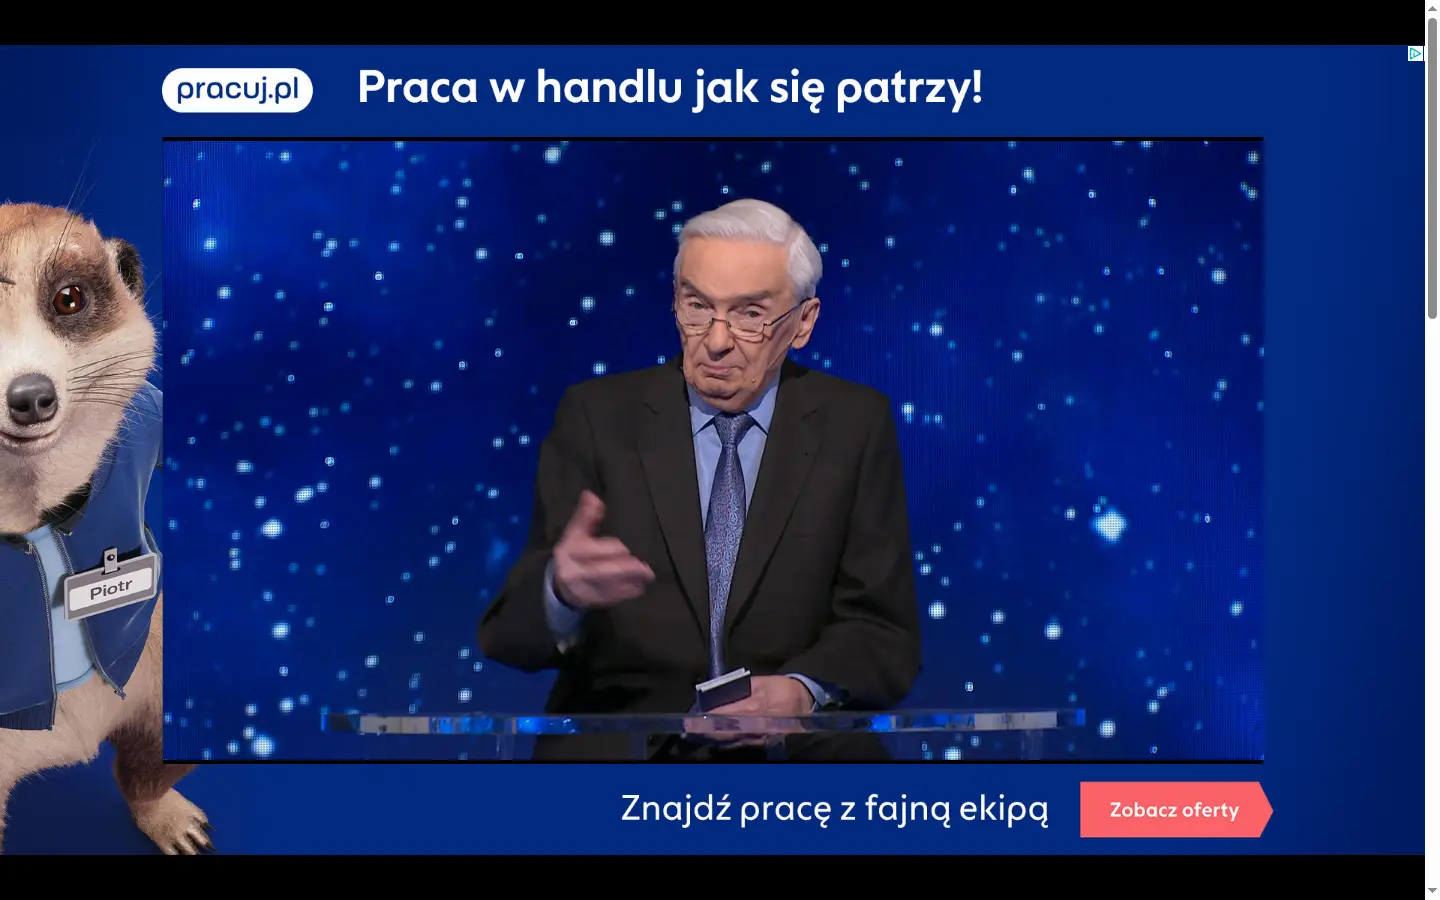 pracuj.pl
Praca w handlu jak się patrzy!
Piotr
Znajdź pracę z fajną ekipą
Zobacz oferty